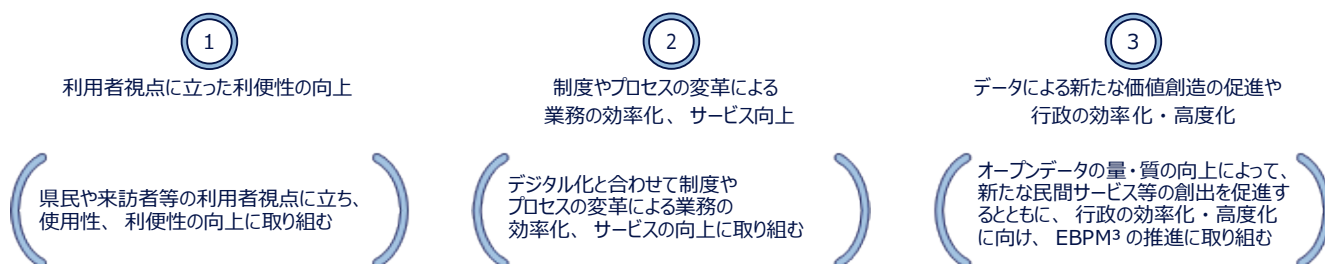 1
利用者視点に立った利便性の向上
県民や来訪者等の利用者視点に立ち、
使用性、利便性の向上に取り組む
2
制度やプロセスの変革による
業務の効率化、サービス向上
デジタル化と合わせて制度や
プロセスの変革による業務の
効率化、サービスの向上に取り組む
3
データによる新たな価値創造の促進や
行政の効率化・高度化
オープンデータの量・質の向上によって、
新たな民間サービス等の創出を促進す
るとともに、行政の効率化・高度化
に向け、EBPM³の推進に取り組む